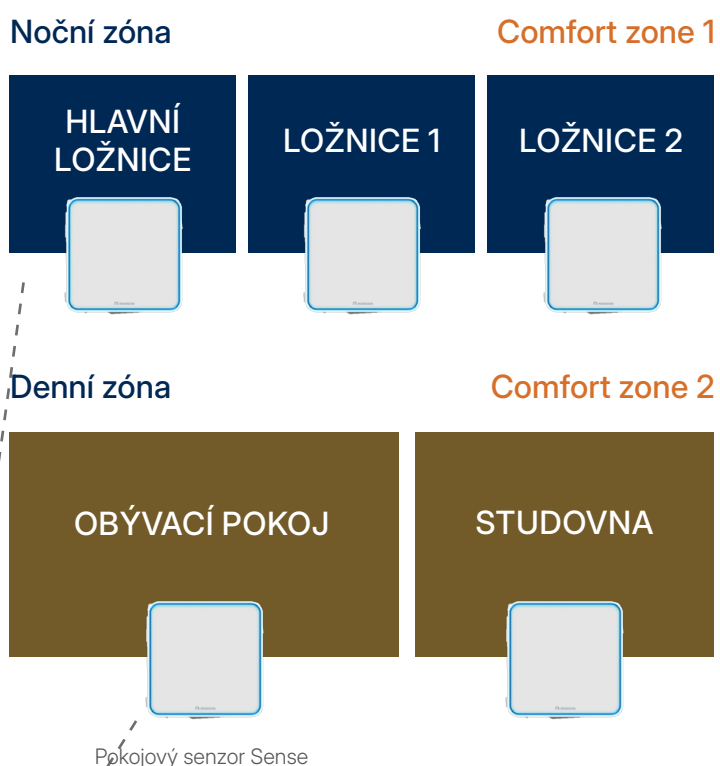 Noční zóna Comfort zone 1
HLAVNÍ
LOŽNICE
LOŽNICE 1
LOŽNICE 2
Denní zóna Comfort zone 2
OBÝVACÍ POKOJ
STUDOVNA
Pokojový senzor Sense